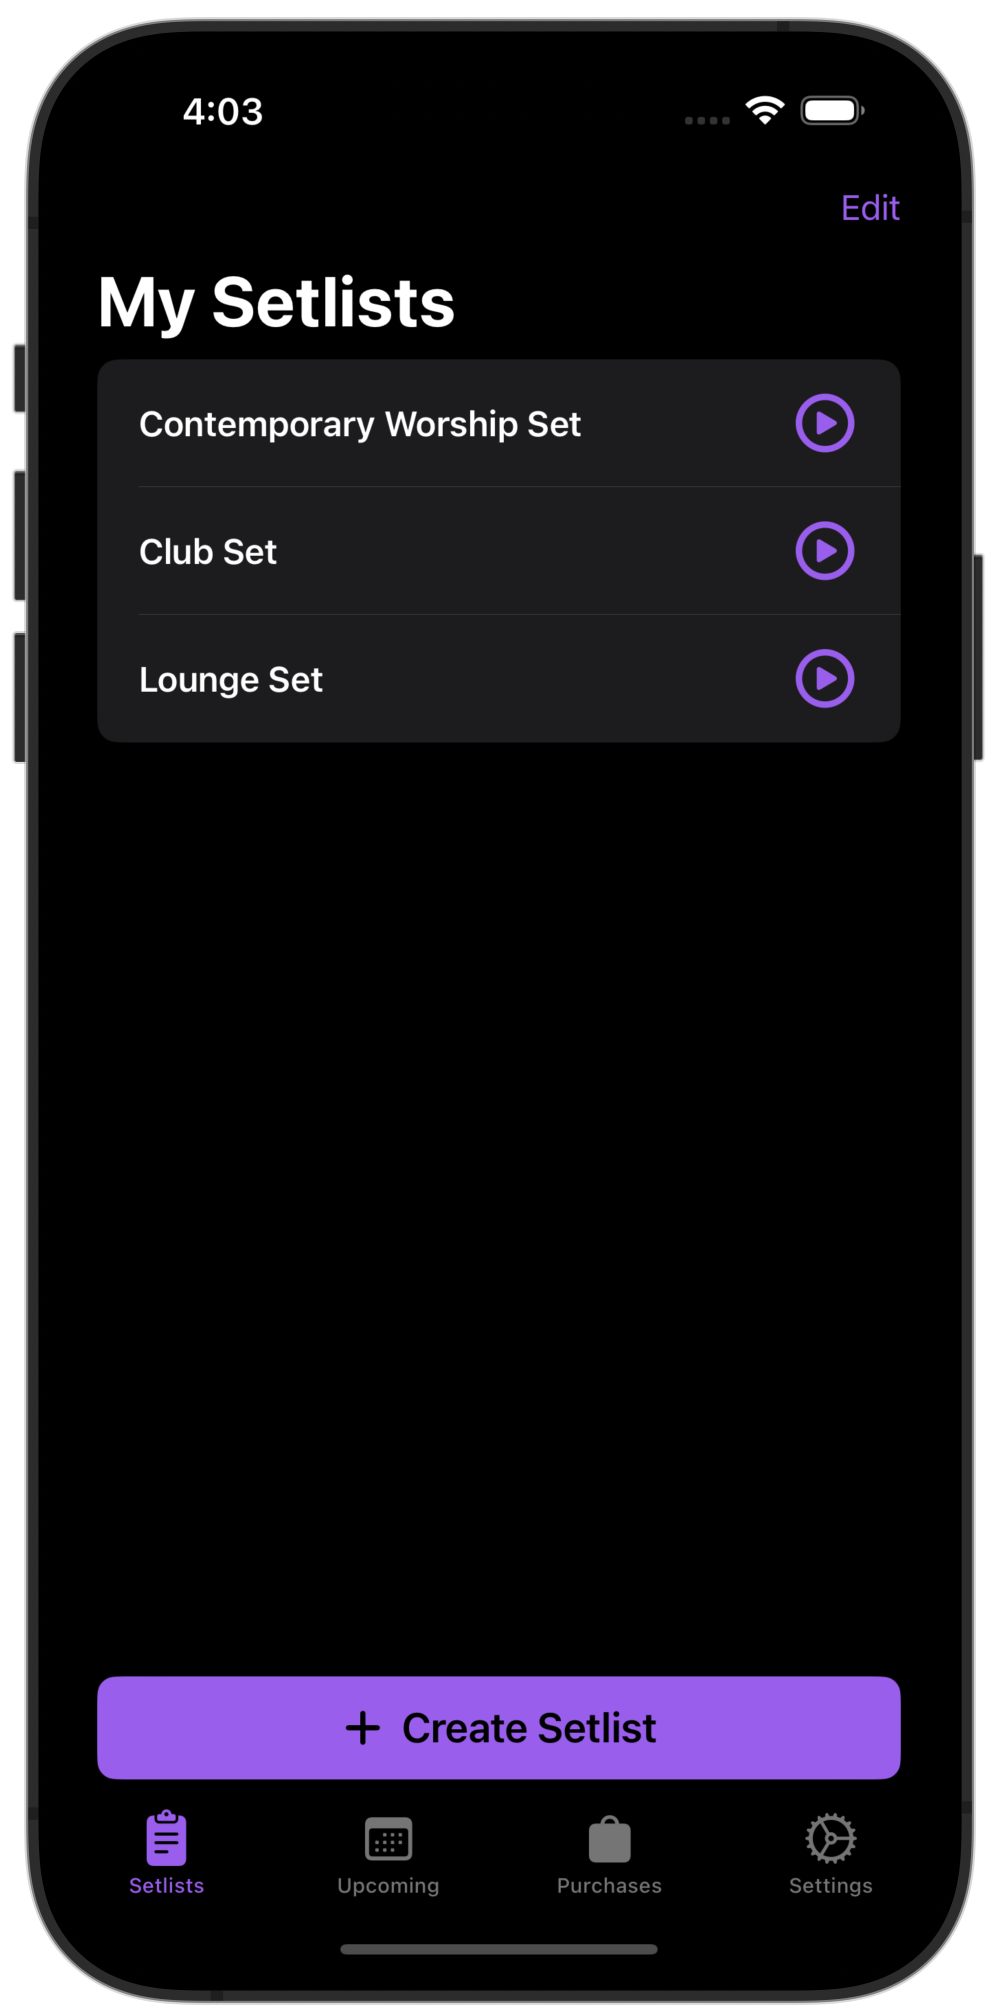 4:03
Edit
My Setlists
Contemporary Worship Set
Club Set
Lounge Set
+ Create Setlist
Setlists
Upcoming
Purchases
Settings